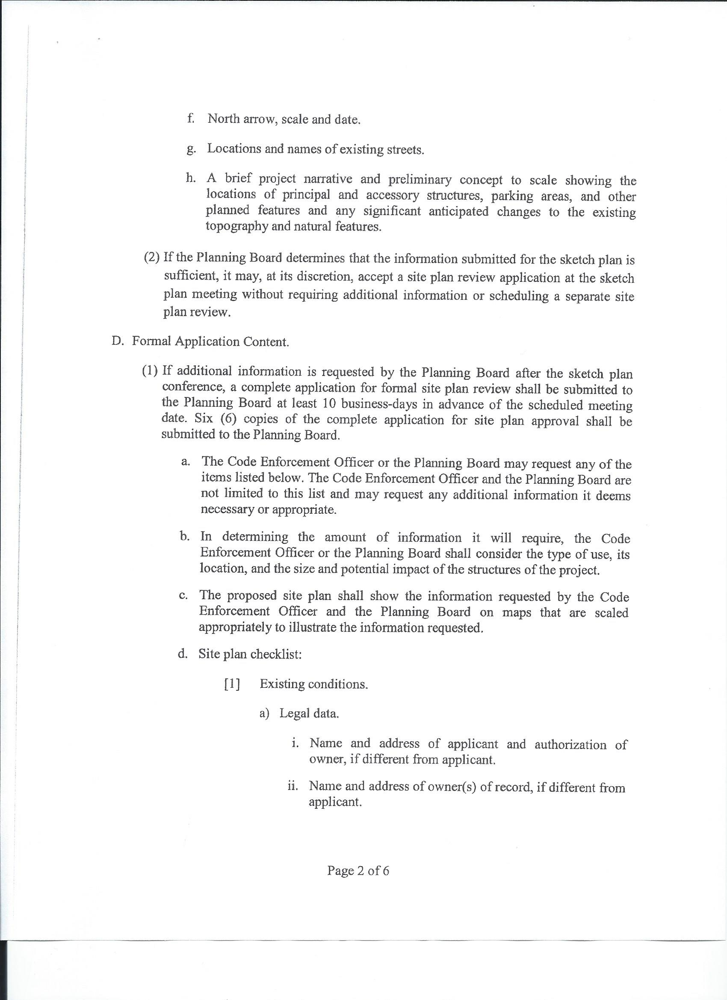 f. North arrow, scale and date.
g. Locations and names of existing streets.
h. A brief project narrative and preliminary concept to scale showing the
locations of principal and accessory structures, parking areas, and other
planned features and any significant anticipated changes to the existing
topography and natural features.
(2) If the Planning Board determines that the information submitted for the sketch plan is
sufficient, it may, at its discretion, accept a site plan review application at the sketch
plan meeting without requiring additional information or scheduling a separate site
plan review.
D. Formal Application Content.
(1) If additional information is requested by the Planning Board after the sketch plan
conference, a complete application for formal site plan review shall be submitted to
the Planning Board at least 10 business-days in advance of the scheduled meeting
date. Six (6) copies of the complete application for site plan approval shall be
submitted to the Planning Board.
a. The Code Enforcement Officer or the Planning Board may request any of the
items listed below. The Code Enforcement Officer and the Planning Board are
not limited to this list and may request any additional information it deems
necessary or appropriate.
b. In determining the amount of information it will require, the Code
Enforcement Officer or the Planning Board shall consider the type of use, its
location, and the size and potential impact of the structures of the project.
c. The proposed site plan shall show the information requested by the Code
Enforcement Officer and the Planning Board on maps that are scaled
appropriately to illustrate the information requested.
d. Site plan checklist:
[1] Existing conditions.
a) Legal data.
i. Name and address of applicant and authorization of
owner, if different from applicant.
ii. Name and address of owner(s) of record, if different from
applicant.
Page 2 of 6